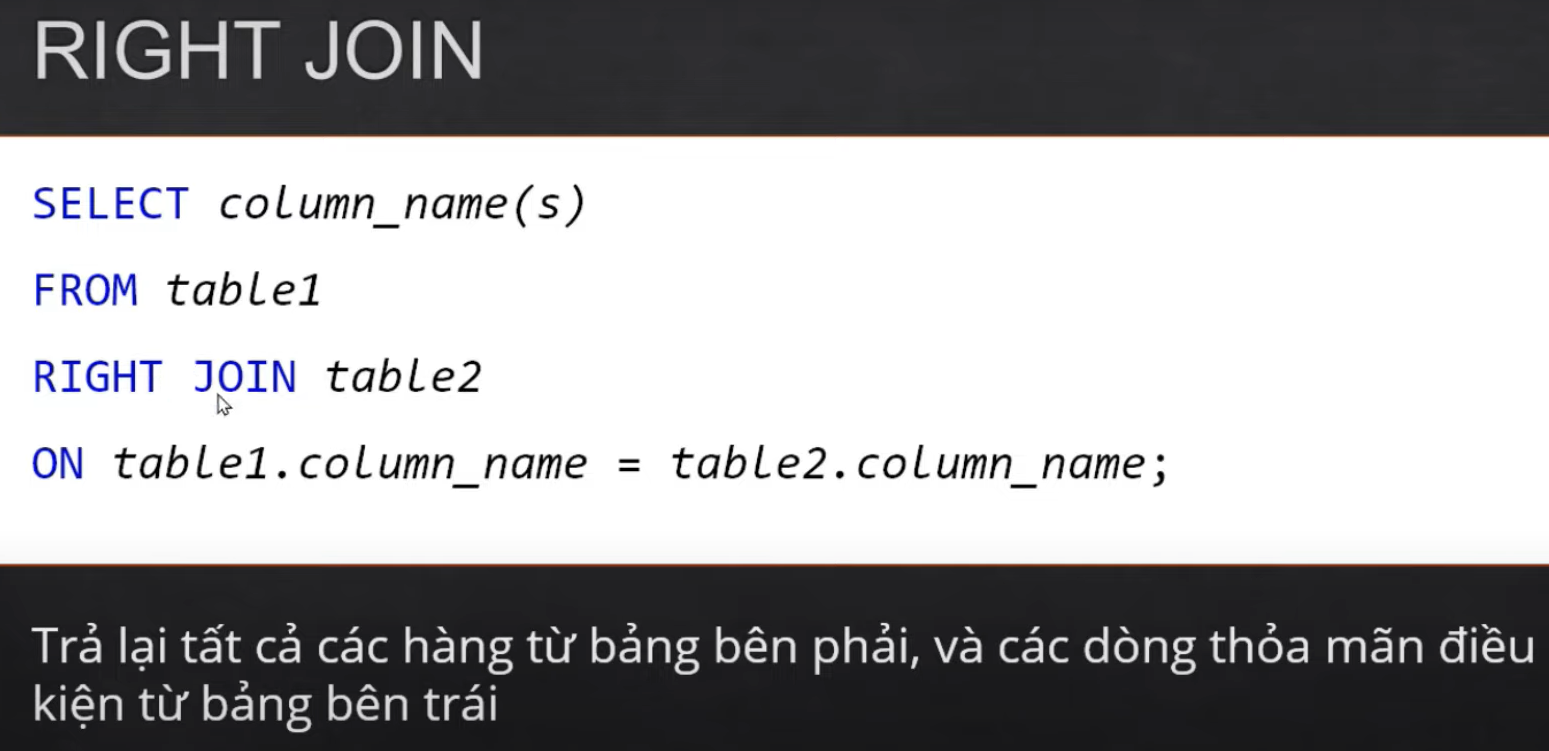 RIGHT JOIN
SELECT column_name(s)
FROM table1
RIGHT JOIN table2
ON table1.column_name = table2.column_name;
Trả lại tất cả các hàng từ bảng bên phải, và các dòng thỏa mãn điều
kiện từ bảng bên trái